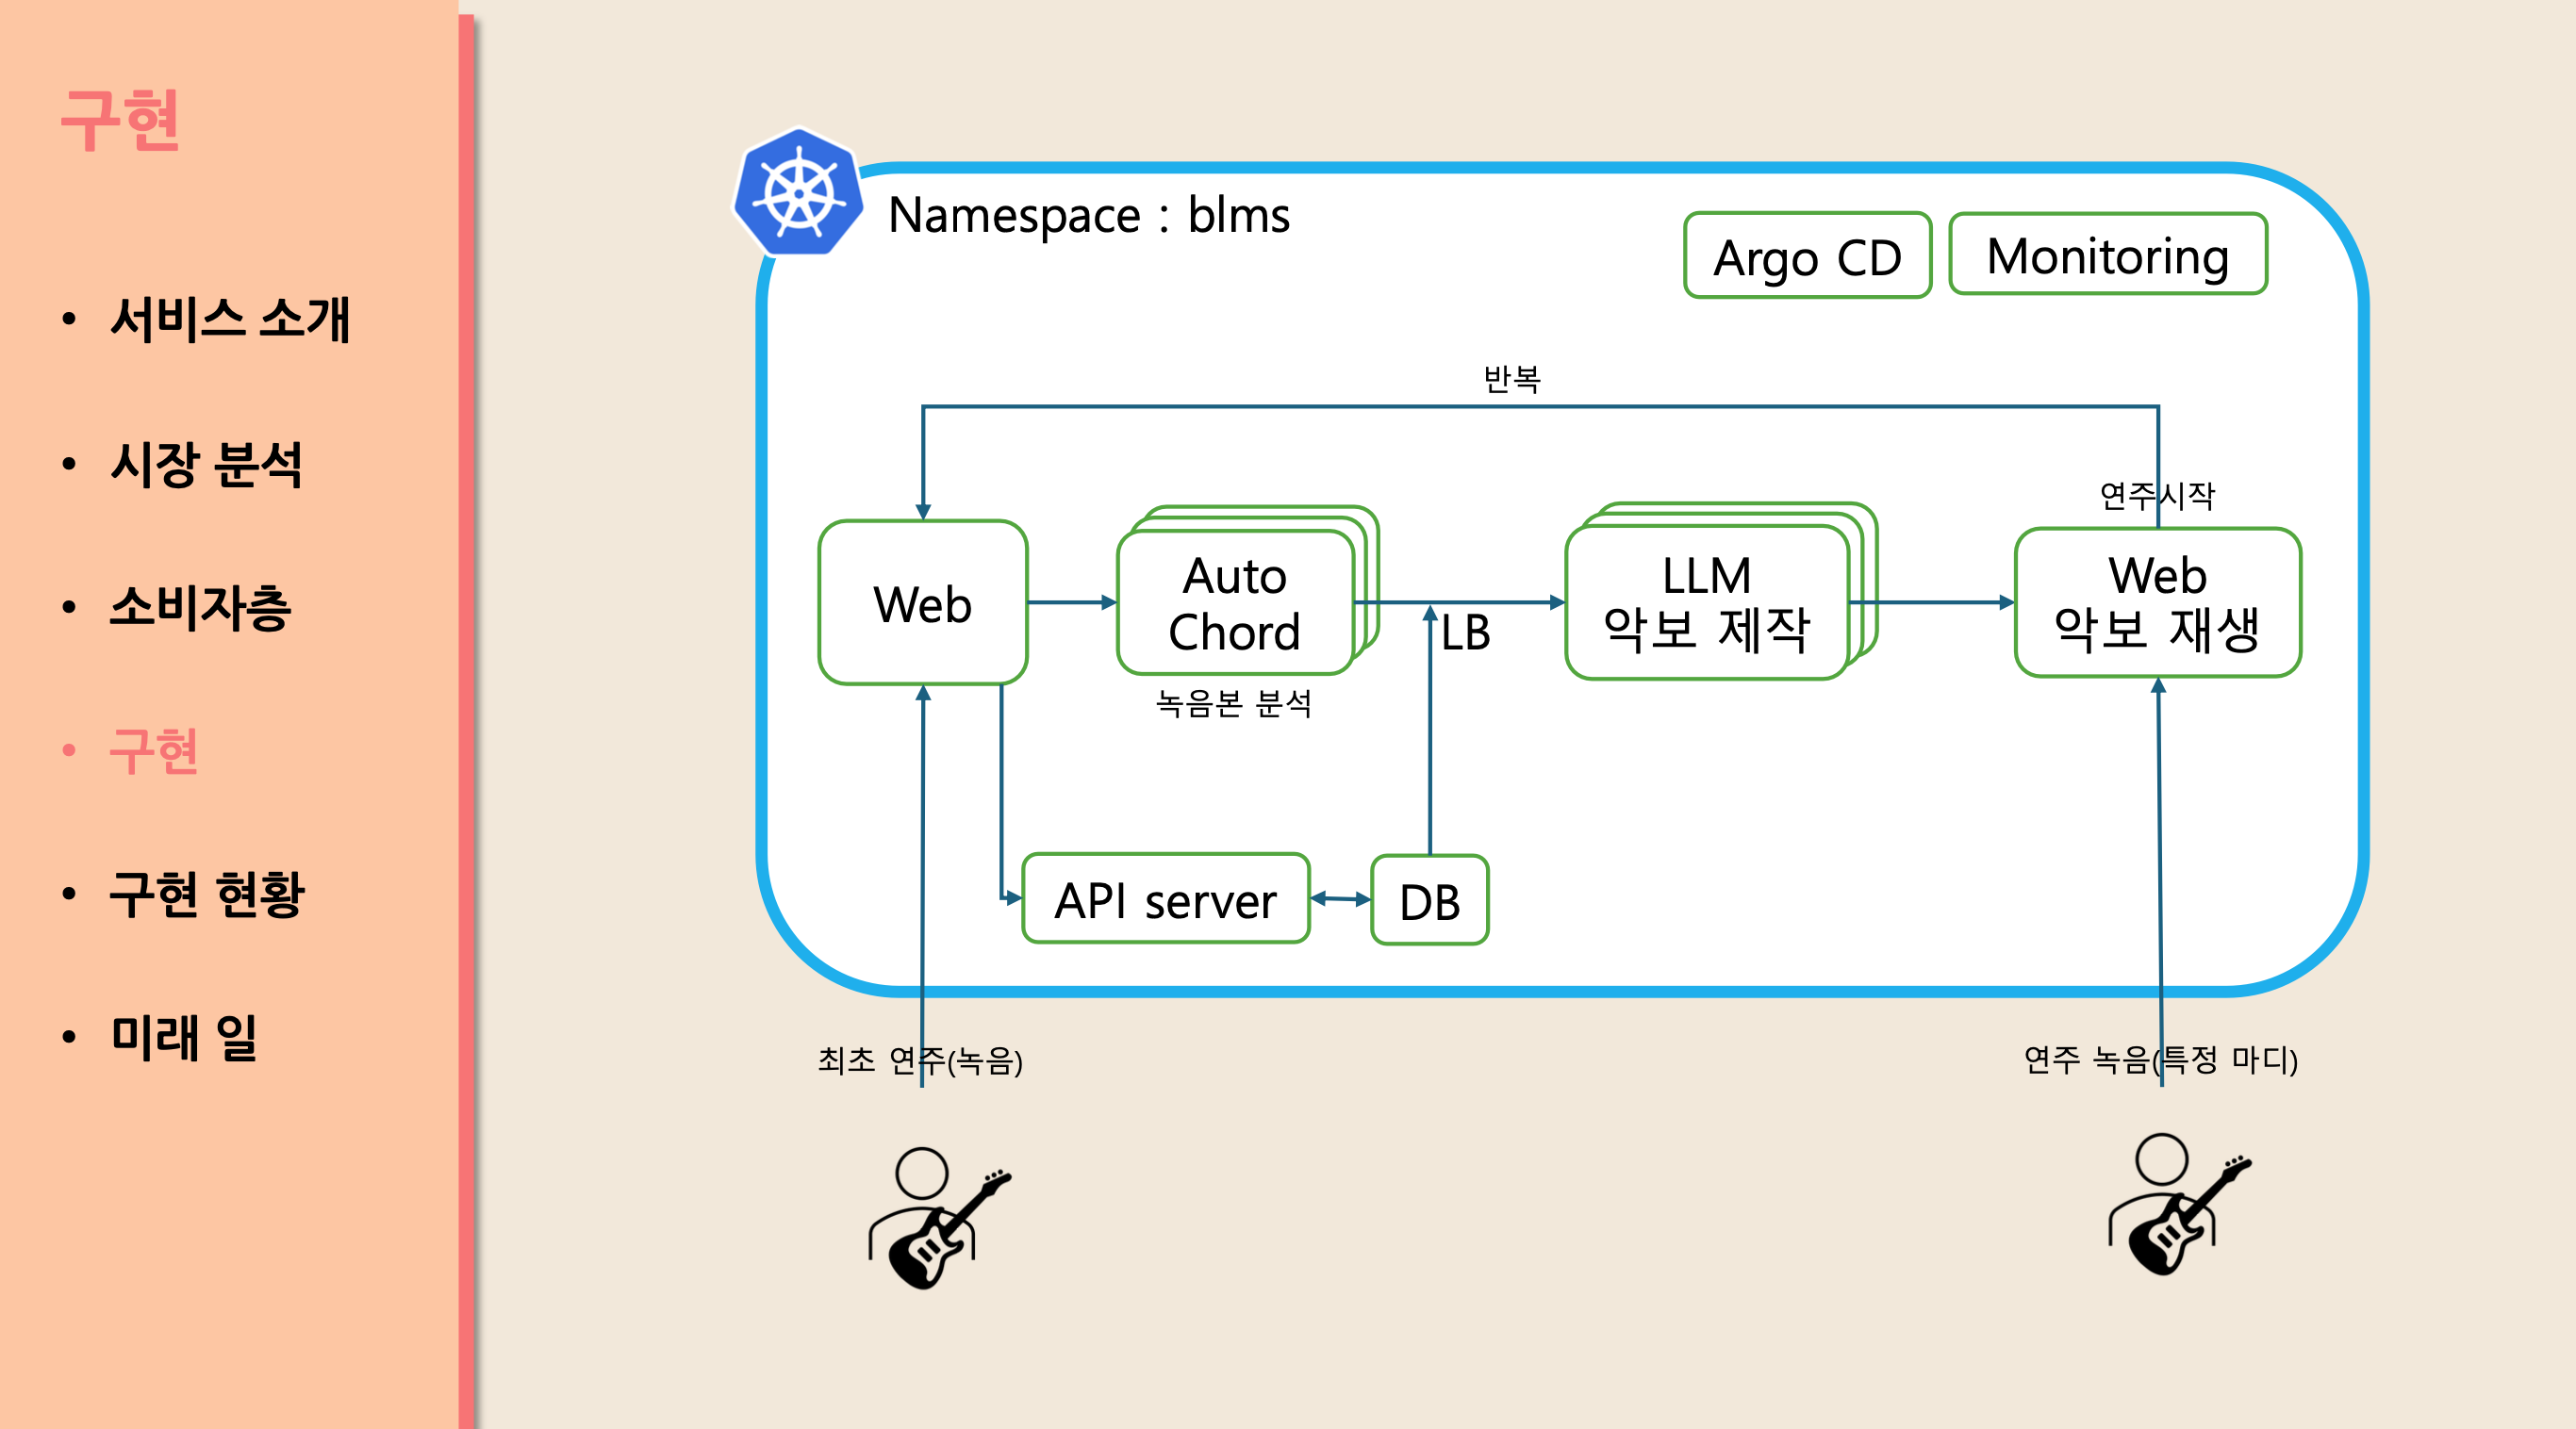 구현
• 서비스 소개
• 시장 분석
• 소비자층
• 구현
• 구현 현황
• 미래 일
Namespace : blms
Argo CD
Monitoring
반복
연주시작
Web
Auto
Chord
LB
LLM
악보 제작
Web
악보 재생
녹음본 분석
API server
DB
최초 연주(녹음)
연주 녹음(특정 마디)